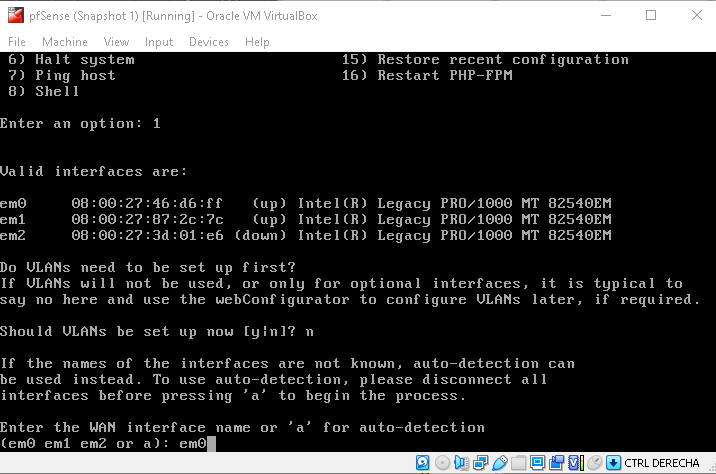 pfSense (Snapshot 1) [Running] - Oracle VM VirtualBox
File Machine View Input Devices Help
6) Halt system 15) Restore recent configuration
7) Ping host 16) Restart PHP-FPM
8) Shell
Enter an option: 1
Valid interfaces are:
em0 08:00:27:46:d6:ff (up) Intel(R) Legacy PRO/1000 MT 82540EM
em1 08:00:27:87:2c:7c (up) Intel(R) Legacy PRO/1000 MT 82540EM
em2 08:00:27:3d:01:e6 (down) Intel(R) Legacy PRO/1000 MT 82540EM
Do VLANs need to be set up first?
If VLANs will not be used, or only for optional interfaces, it is typical to
say no here and use the webConfigurator to configure VLANs later, if required.
Should VLANs be set up now [y|n]? n
If the names of the interfaces are not known, auto-detection can
be used instead. To use auto-detection, please disconnect all
interfaces before pressing 'a' to begin the process.
Enter the WAN interface name or 'a' for auto-detection
(em0 em1 em2 or a): em0
CTRL DERECHA